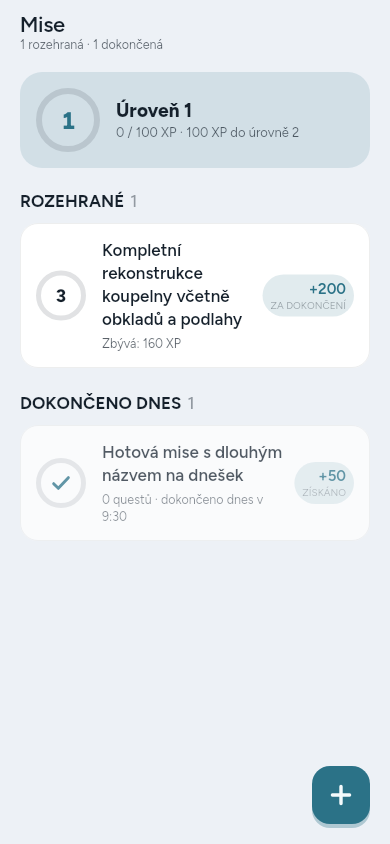 Mise
1 rozehraná · 1 dokončená
1
Úroveň 1
0 / 100 XP · 100 XP do úrovně 2
ROZEHRANÉ 1
3
Kompletní
rekonstrukce
koupelny včetně
obkladů a podlahy
Zbývá: 160 XP
+200
ZA DOKONČENÍ
DOKONČENO DNES 1
Hotová mise s dlouhým
názvem na dnešek
0 questů · dokončeno dnes v
9:30
+50
ZÍSKÁNO